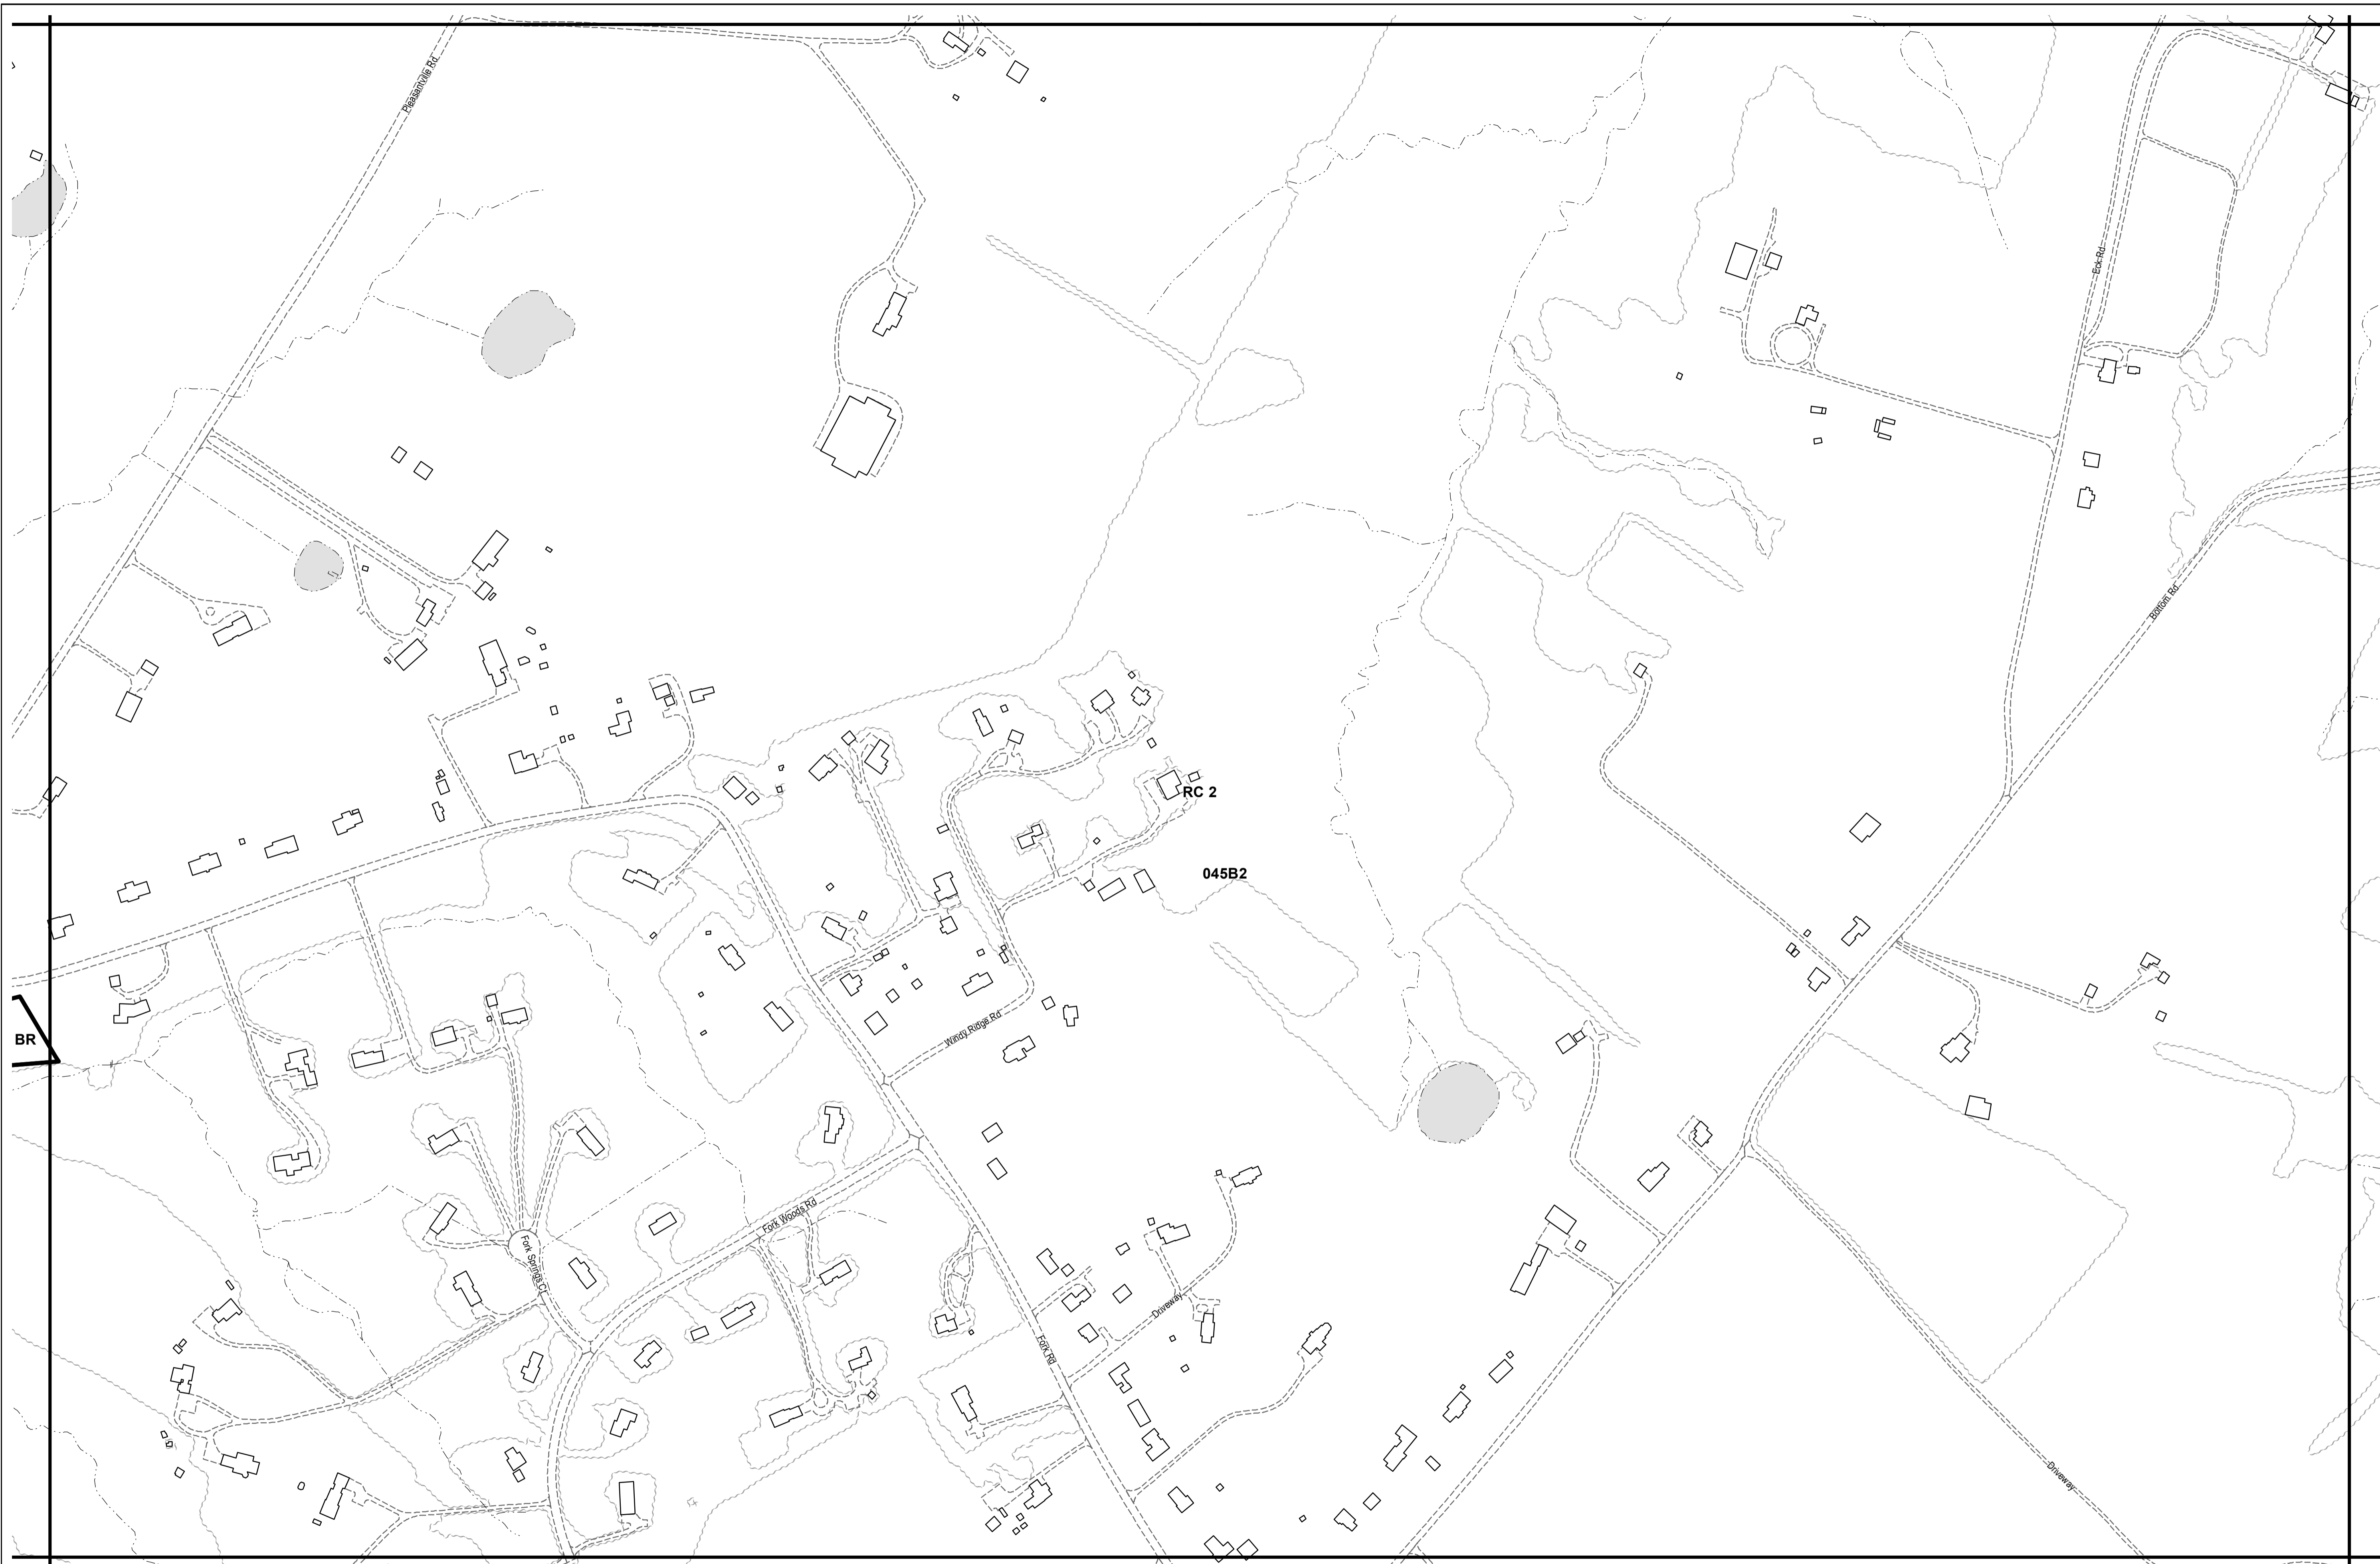 Pleasantville Rd
Eck Rd
Bottom Rd
RC 2
045B2
Windy Ridge Rd
BR
Fork Woods Rd
Fork Springs Ct
Driveway
Fork Rd
Driveway